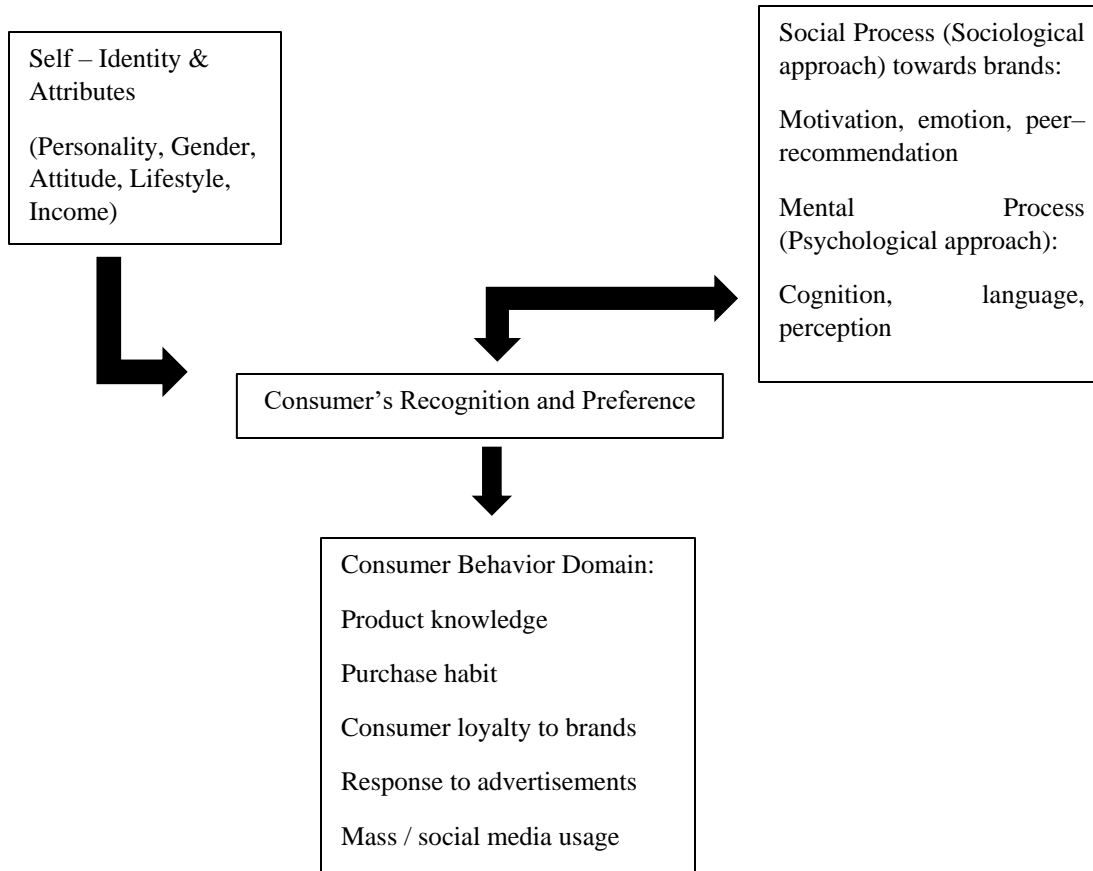 Self – Identity &
Attributes
(Personality, Gender,
Attitude, Lifestyle,
Income)
Social Process (Sociological
approach) towards brands:
Motivation, emotion, peer–
recommendation
Mental Process
(Psychological approach):
Cognition, language,
perception
Consumer’s Recognition and Preference
Consumer Behavior Domain:
Product knowledge
Purchase habit
Consumer loyalty to brands
Response to advertisements
Mass / social media usage